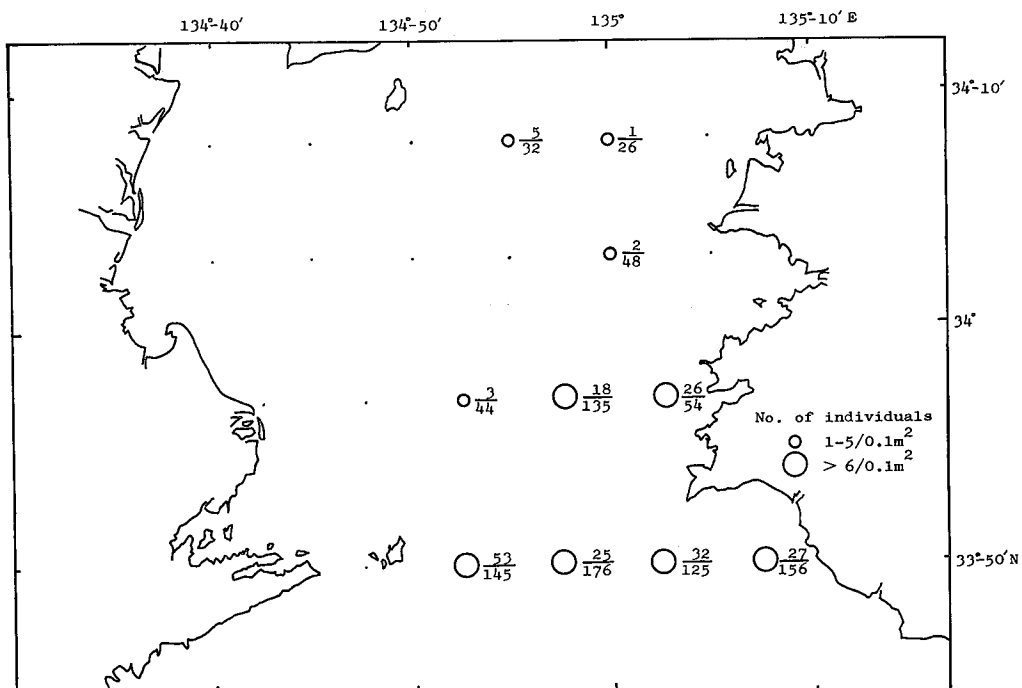 134°-40′ 134°-50′ 135° 135°-10′ E
34°-10′
5/32 1/26
2/48
34°
3/44 18/135 26/54
No. of individuals
1-5/0.1m²
> 6/0.1m²
53/145 25/176 32/125 27/156
33°-50′ N